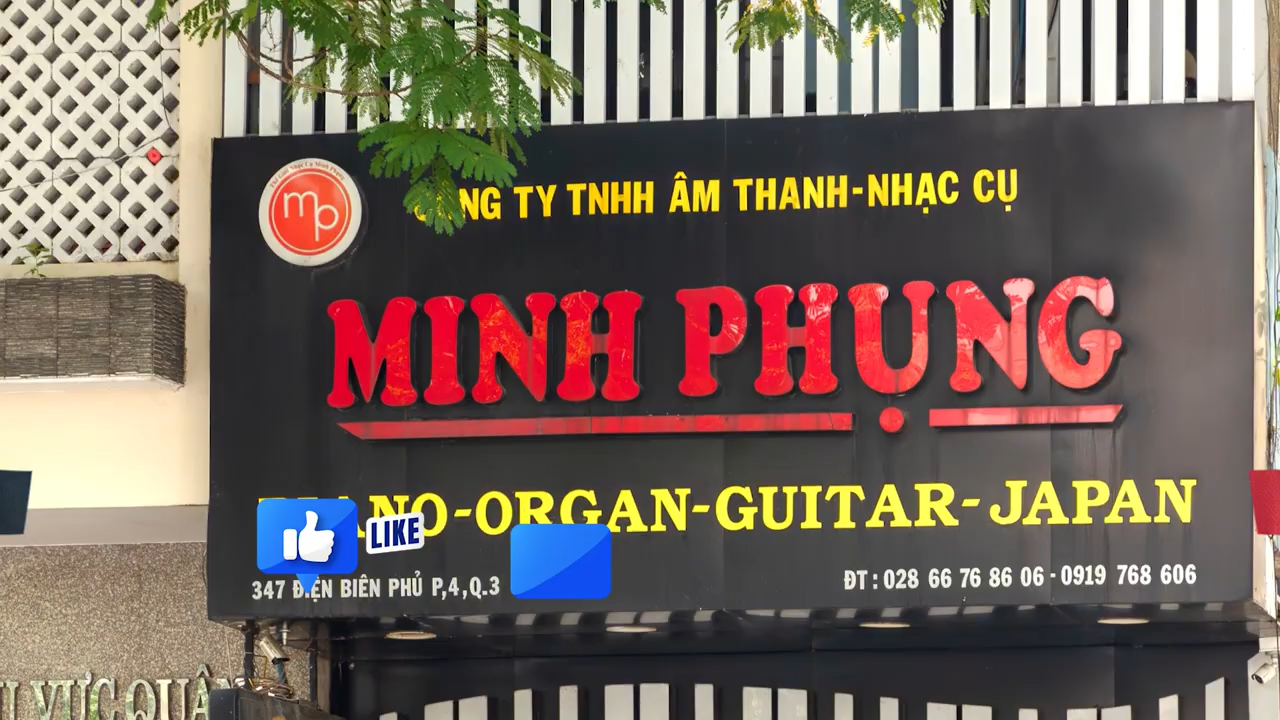 mp
NG TY TNHH ÂM THANH-NHẠC CỤ
MINH PHỤNG
ANO-ORGAN-GUITAR-JAPAN
LIKE
347 ĐIỆN BIÊN PHỦ P,4,Q.3
ĐT : 028 66 76 86 06 - 0919 768 606